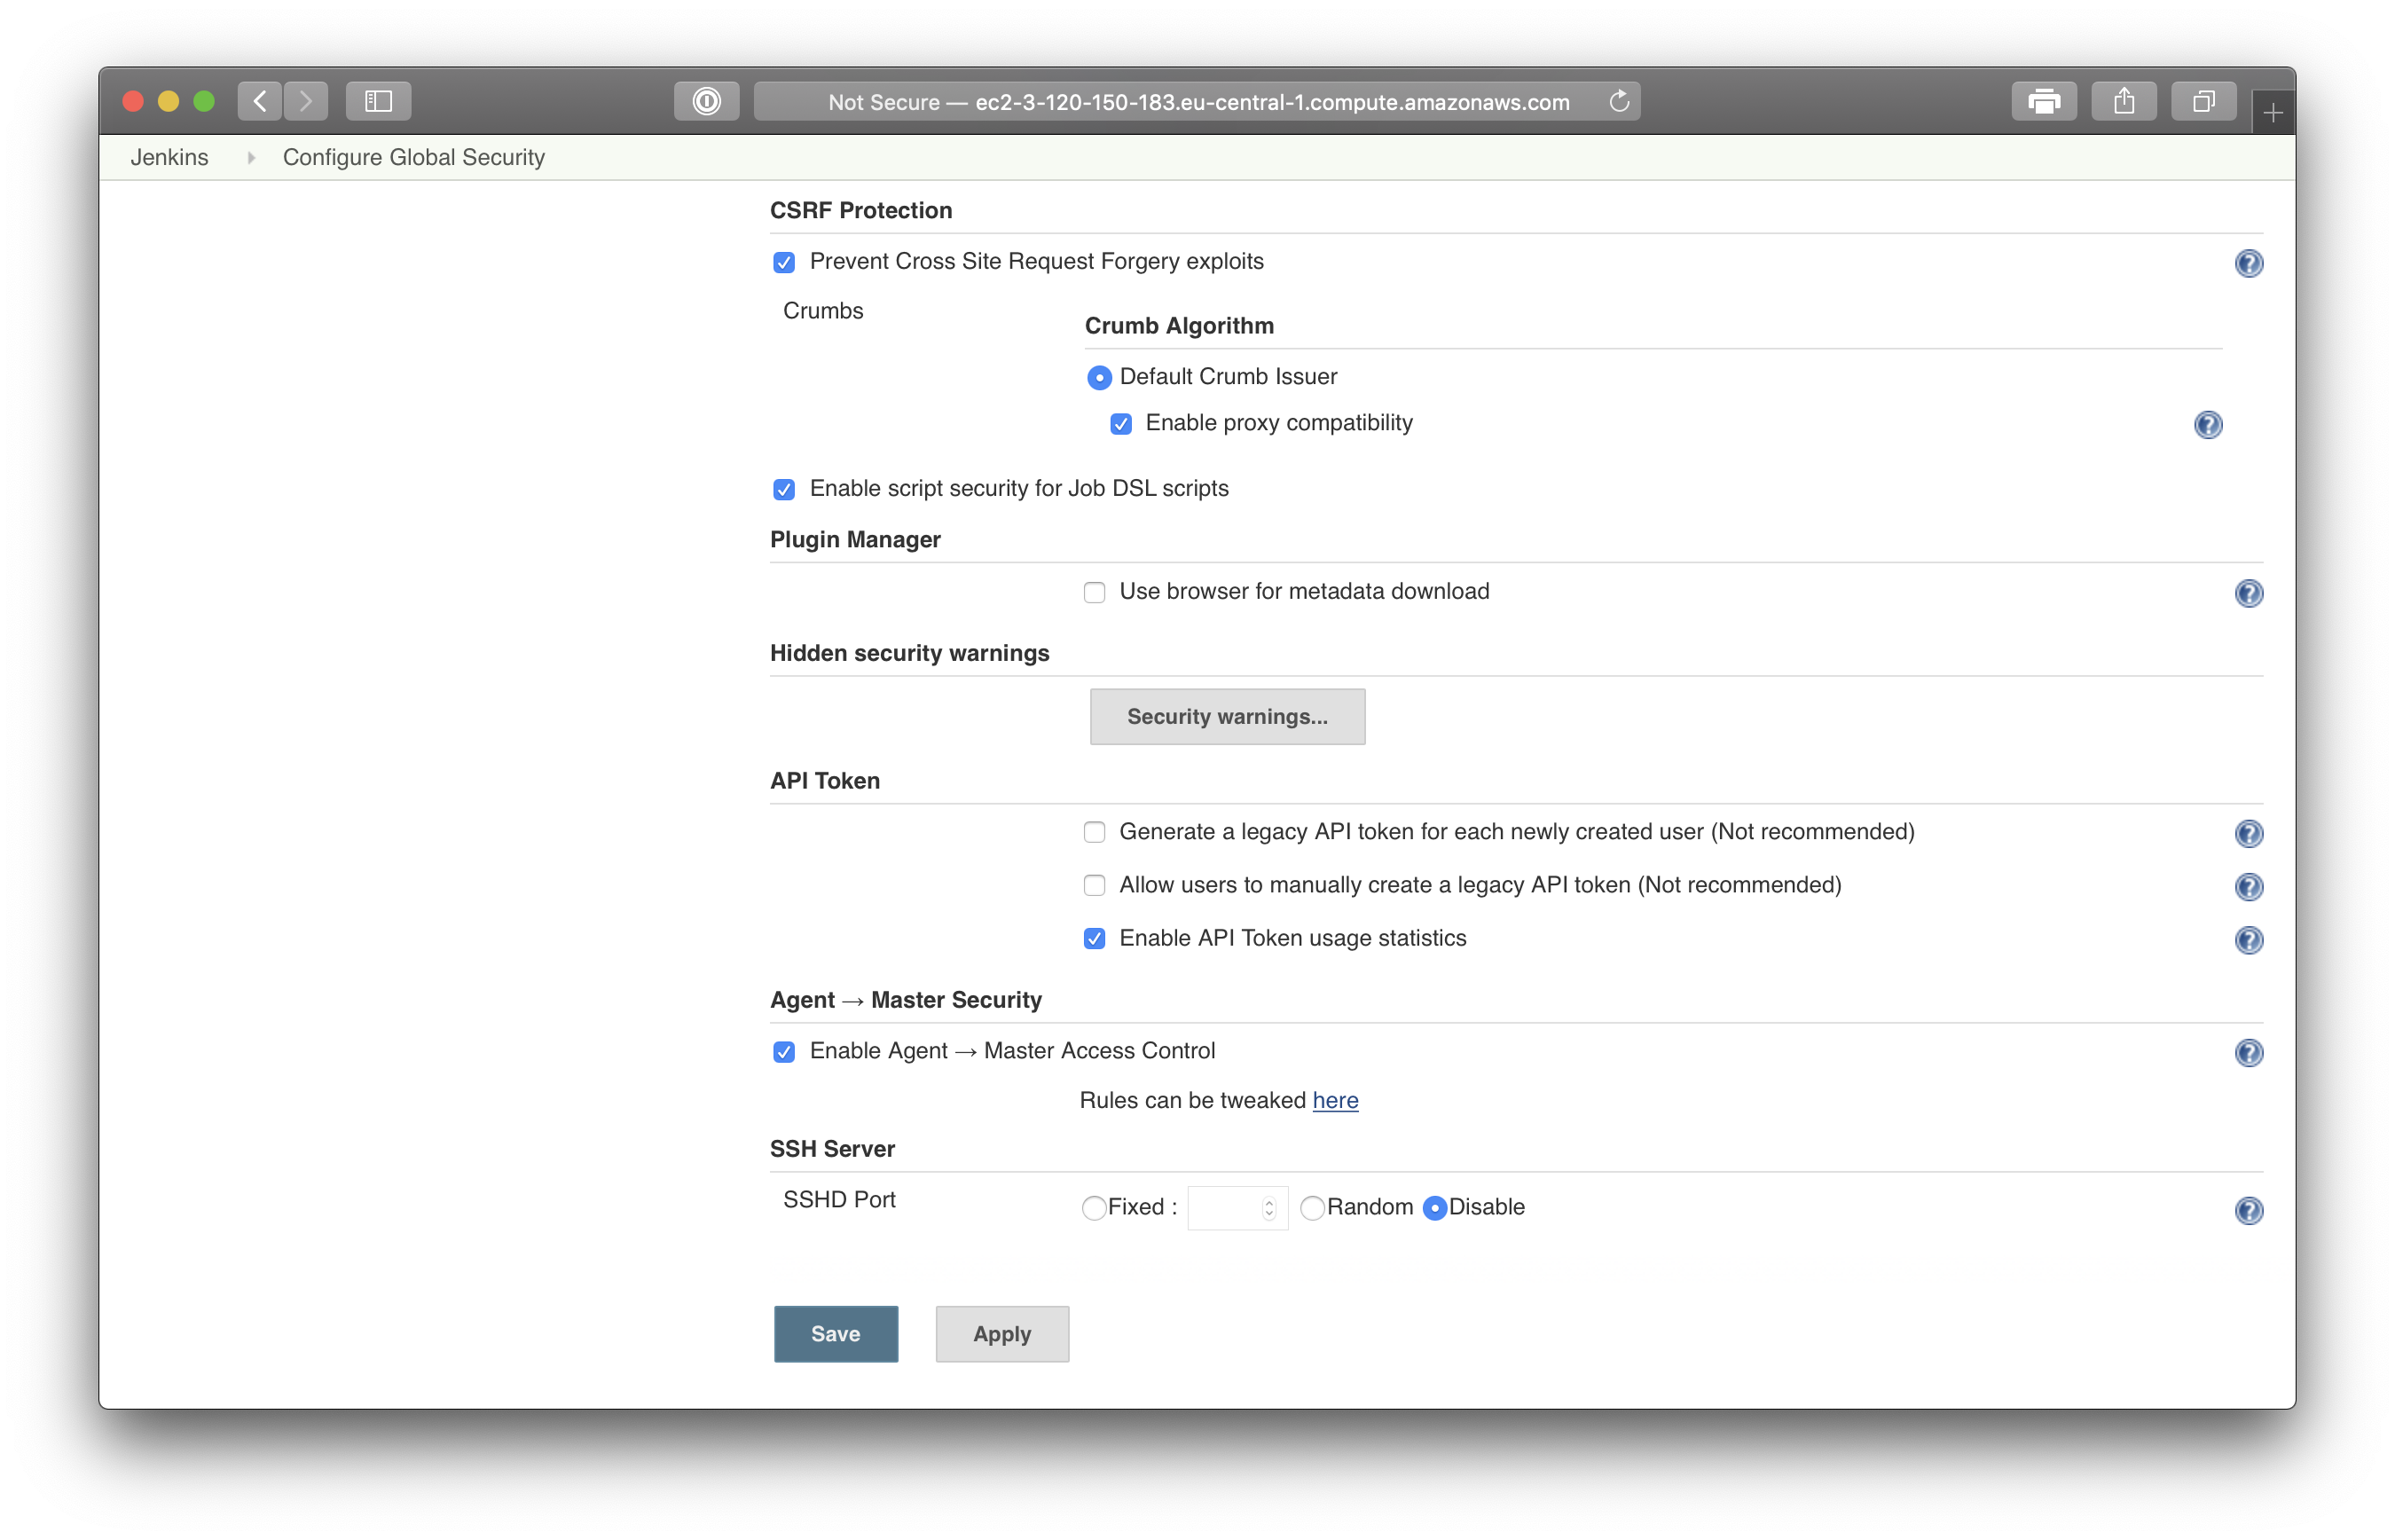 Not Secure — ec2-3-120-150-183.eu-central-1.compute.amazonaws.com
Jenkins Configure Global Security
CSRF Protection
Prevent Cross Site Request Forgery exploits
Crumbs
Crumb Algorithm
Default Crumb Issuer
Enable proxy compatibility
Enable script security for Job DSL scripts
Plugin Manager
Use browser for metadata download
Hidden security warnings
Security warnings...
API Token
Generate a legacy API token for each newly created user (Not recommended)
Allow users to manually create a legacy API token (Not recommended)
Enable API Token usage statistics
Agent → Master Security
Enable Agent → Master Access Control
Rules can be tweaked here
SSH Server
SSHD Port Fixed : Random Disable
Save Apply